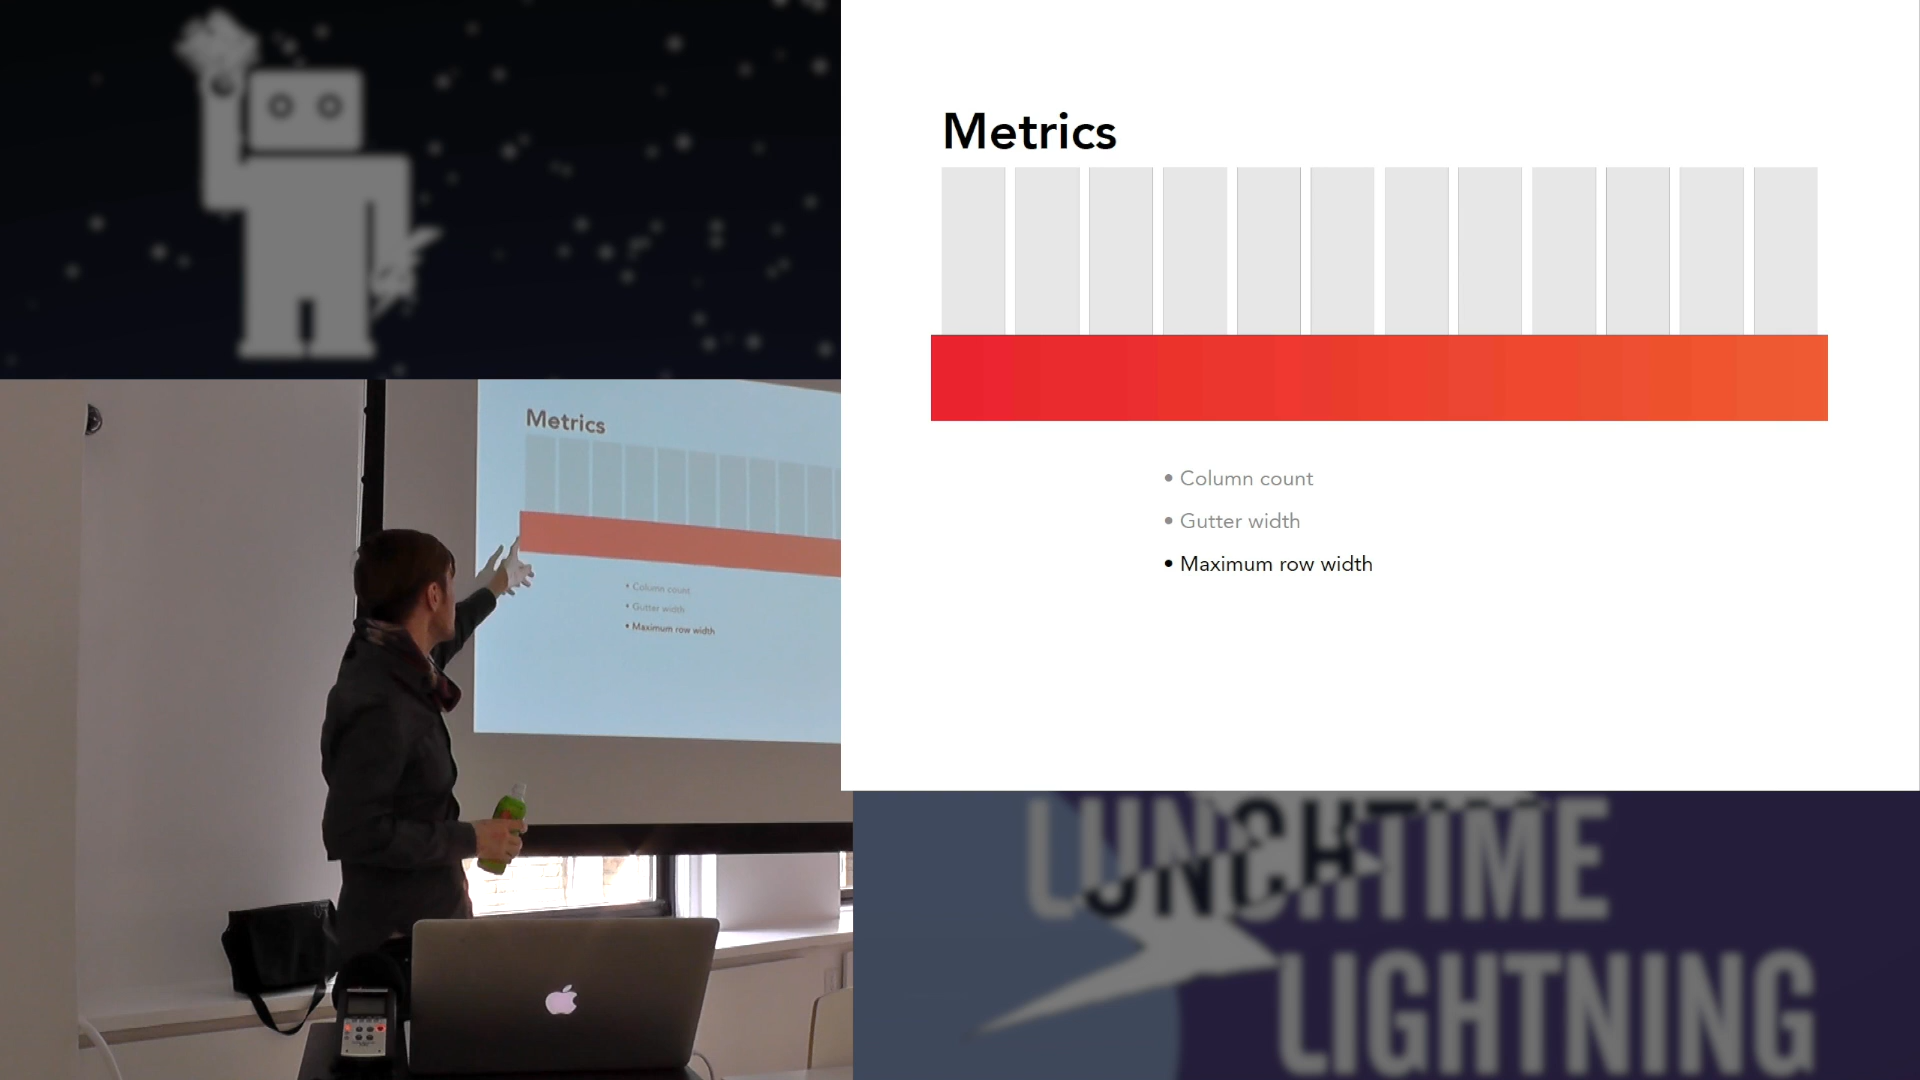 Metrics
• Column count
• Gutter width
• Maximum row width
Metrics
• Column count
• Gutter width
• Maximum row width
LUNCHTIME
LIGHTNING